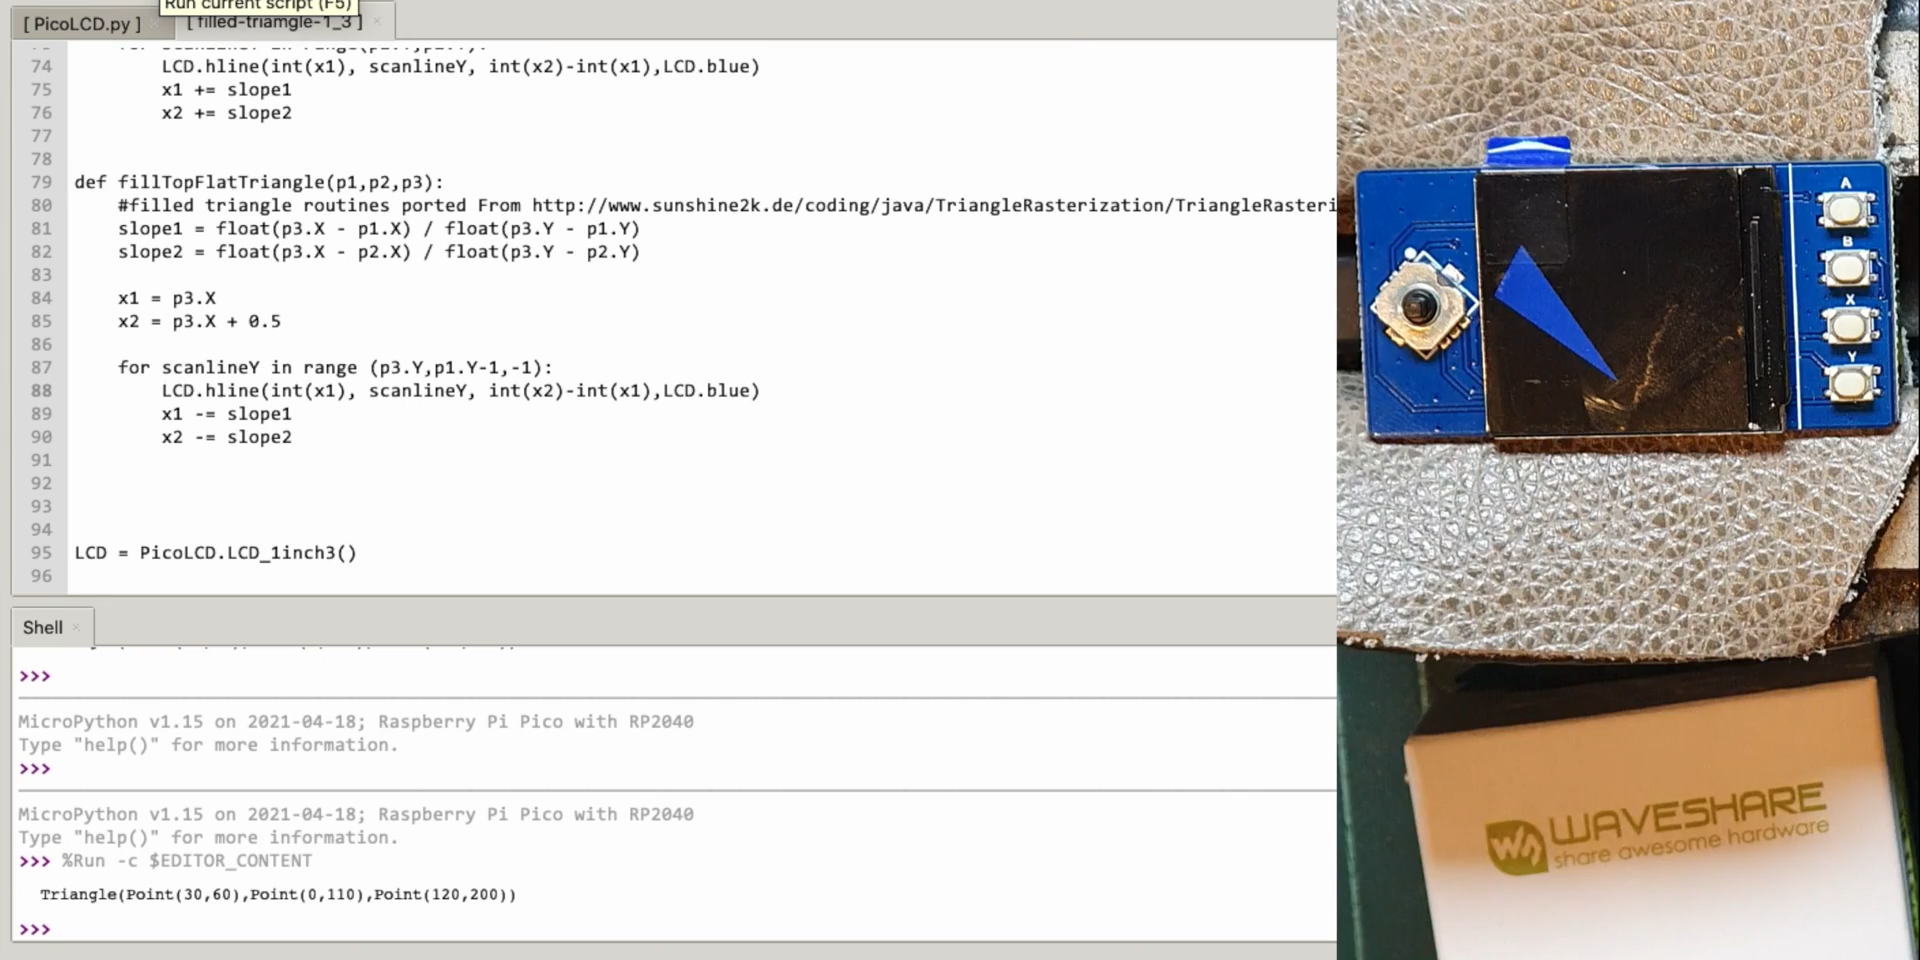 Run current script (F5)
[ PicoLCD.py ]
[ filled-triamgle-1_3 ]
74 LCD.hline(int(x1), scanlineY, int(x2)-int(x1),LCD.blue)
75 x1 += slope1
76 x2 += slope2
77
78
79 def fillTopFlatTriangle(p1,p2,p3):
80 #filled triangle routines ported From http://www.sunshine2k.de/coding/java/TriangleRasterization/TriangleRasteri
81 slope1 = float(p3.X - p1.X) / float(p3.Y - p1.Y)
82 slope2 = float(p3.X - p2.X) / float(p3.Y - p2.Y)
83
84 x1 = p3.X
85 x2 = p3.X + 0.5
86
87 for scanlineY in range (p3.Y,p1.Y-1,-1):
88 LCD.hline(int(x1), scanlineY, int(x2)-int(x1),LCD.blue)
89 x1 -= slope1
90 x2 -= slope2
91
92
93
94
95 LCD = PicoLCD.LCD_1inch3()
96
Shell
>>>
MicroPython v1.15 on 2021-04-18; Raspberry Pi Pico with RP2040
Type "help()" for more information.
>>>
MicroPython v1.15 on 2021-04-18; Raspberry Pi Pico with RP2040
Type "help()" for more information.
>>> %Run -c $EDITOR_CONTENT
Triangle(Point(30,60),Point(0,110),Point(120,200))
>>>
A
B
X
Y
WAVESHARE
share awesome hardware